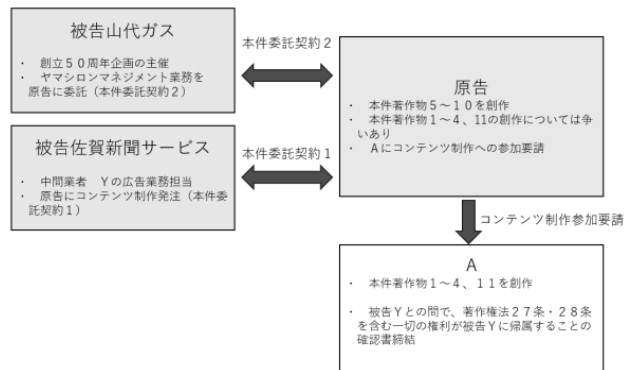 被告山代ガス
・　創立５０周年企画の主催
・　ヤマシロンマネジメント業務を
原告に委託（本件委託契約２）
本件委託契約２
原告
・　本件著作物５～１０を創作
・　本件著作物１～４、11の創作については争
いあり
・　Ａにコンテンツ制作への参加要請
被告佐賀新聞サービス
・　中間業者　Ｙの広告業務担当
・　原告にコンテンツ制作発注（本件委
託契約１）
本件委託契約１
コンテンツ制作参加要請
A
・　本件著作物１～４、１１を創作
・　被告Ｙとの間で、著作権法２７条・２８条
を含む一切の権利が被告Ｙに帰属することの
確認書締結